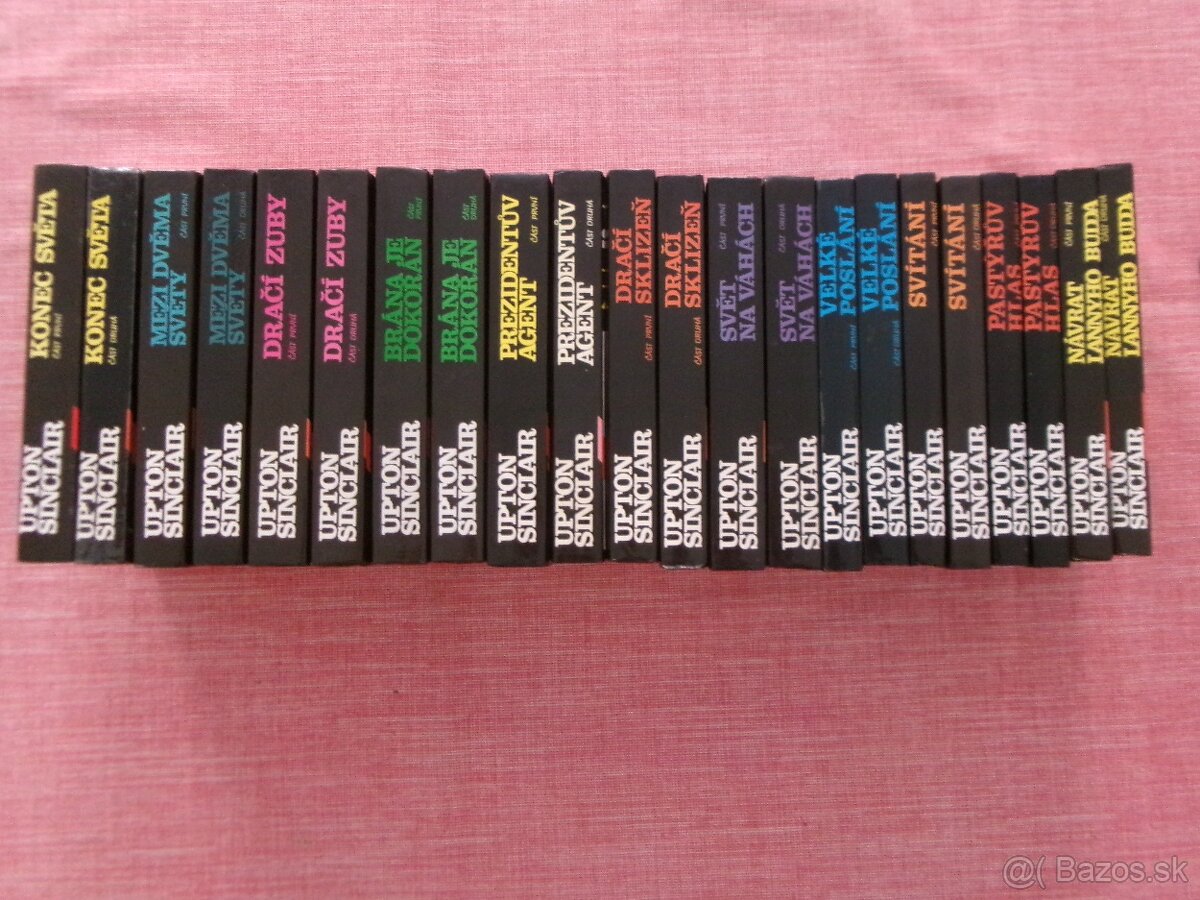 UPTON
SINCLAIR
KONEC SVĚTA
ČÁST PRVNÍ
UPTON
SINCLAIR
KONEC SVĚTA
ČÁST DRUHÁ
UPTON
SINCLAIR
MEZI DVĚMA
SVĚTY
ČÁST PRVNÍ
UPTON
SINCLAIR
MEZI DVĚMA
SVĚTY
ČÁST DRUHÁ
UPTON
SINCLAIR
DRAČÍ ZUBY
ČÁST PRVNÍ
UPTON
SINCLAIR
DRAČÍ ZUBY
ČÁST DRUHÁ
UPTON
SINCLAIR
BRÁNA JE
DOKOŘÁN
ČÁST
PRVNÍ
UPTON
SINCLAIR
BRÁNA JE
DOKOŘÁN
ČÁST
DRUHÁ
UPTON
SINCLAIR
PREZIDENTŮV
AGENT
ČÁST PRVNÍ
UPTON
SINCLAIR
PREZIDENTŮV
AGENT
ČÁST DRUHÁ
UPTON
SINCLAIR
DRAČÍ
SKLIZEŇ
ČÁST PRVNÍ
UPTON
SINCLAIR
DRAČÍ
SKLIZEŇ
ČÁST DRUHÁ
UPTON
SINCLAIR
SVĚT
NA VÁHÁCH
ČÁST PRVNÍ
UPTON
SINCLAIR
SVĚT
NA VÁHÁCH
ČÁST DRUHÁ
UPTON
SINCLAIR
VELKÉ
POSLÁNÍ
ČÁST PRVNÍ
UPTON
SINCLAIR
VELKÉ
POSLÁNÍ
ČÁST DRUHÁ
UPTON
SINCLAIR
SVÍTÁNÍ
ČÁST PRVNÍ
UPTON
SINCLAIR
SVÍTÁNÍ
ČÁST DRUHÁ
UPTON
SINCLAIR
PASTÝŘŮV
HLAS
ČÁST PRVNÍ
UPTON
SINCLAIR
PASTÝŘŮV
HLAS
ČÁST DRUHÁ
UPTON
SINCLAIR
NÁVRAT
LANNYHO BUDA
ČÁST PRVNÍ
UPTON
SINCLAIR
NÁVRAT
LANNYHO BUDA
ČÁST DRUHÁ
@( Bazos.sk